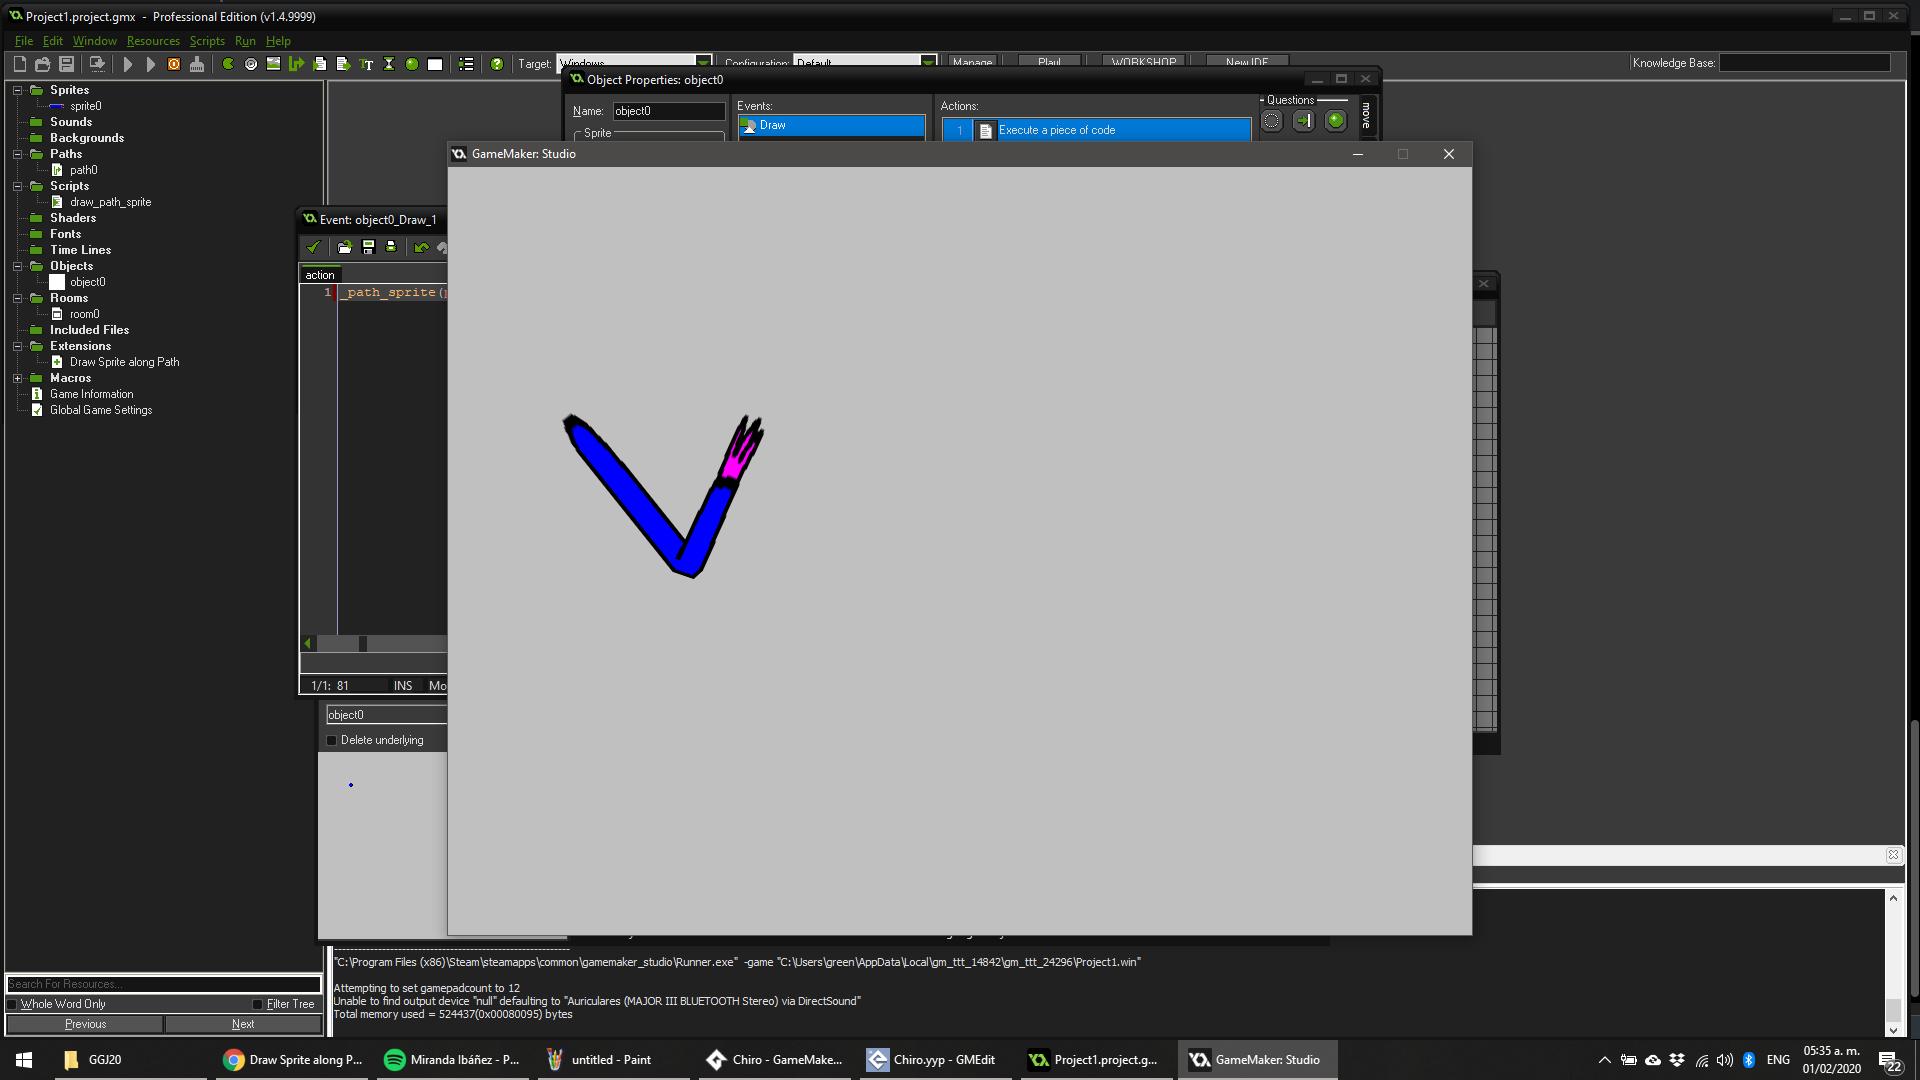 Project1.project.gmx - Professional Edition (v1.4.9999)
File Edit Window Resources Scripts Run Help
Target: Windows Configuration: Default Manage Play! WORKSHOP New IDE Knowledge Base:
Sprites
sprite0
Sounds
Backgrounds
Paths
path0
Scripts
draw_path_sprite
Shaders
Fonts
Time Lines
Objects
object0
Rooms
room0
Included Files
Extensions
Draw Sprite along Path
Macros
Game Information
Global Game Settings
Search For Resources...
Whole Word Only Filter Tree
Previous Next
Object Properties: object0
Name: object0
Sprite
Events:
Draw
Actions:
1 Execute a piece of code
Questions
move
GameMaker: Studio
Event: object0_Draw_1
action
1 _path_sprite(
1/1: 81 INS Mo
object0
Delete underlying
"C:\Program Files (x86)\Steam\steamapps\common\gamemaker_studio\Runner.exe" -game "C:\Users\green\AppData\Local\gm_ttt_14842\gm_ttt_24296\Project1.win"
Attempting to set gamepadcount to 12
Unable to find output device "null" defaulting to "Auriculares (MAJOR III BLUETOOTH Stereo) via DirectSound"
Total memory used = 524437(0x00080095) bytes
GGJ20
Draw Sprite along P...
Miranda Ibáñez - P...
untitled - Paint
Chiro - GameMake...
Chiro.yyp - GMEdit
Project1.project.g...
GameMaker: Studio
ENG
05:35 a. m.
01/02/2020
22